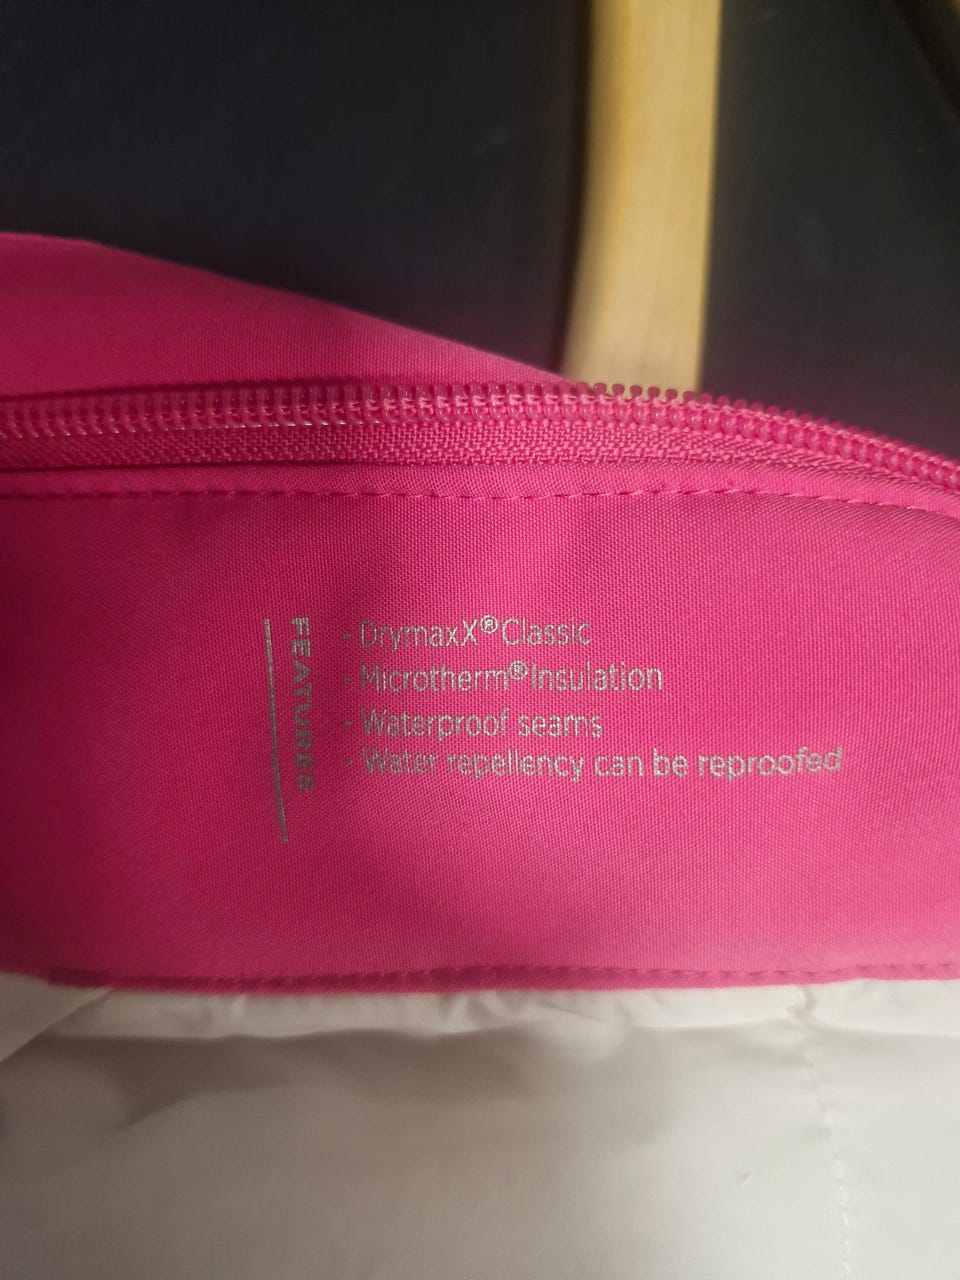 FEATURES
- DrymaxX® Classic
- Microtherm® Insulation
- Waterproof seams
- Water repellency can be reproofed